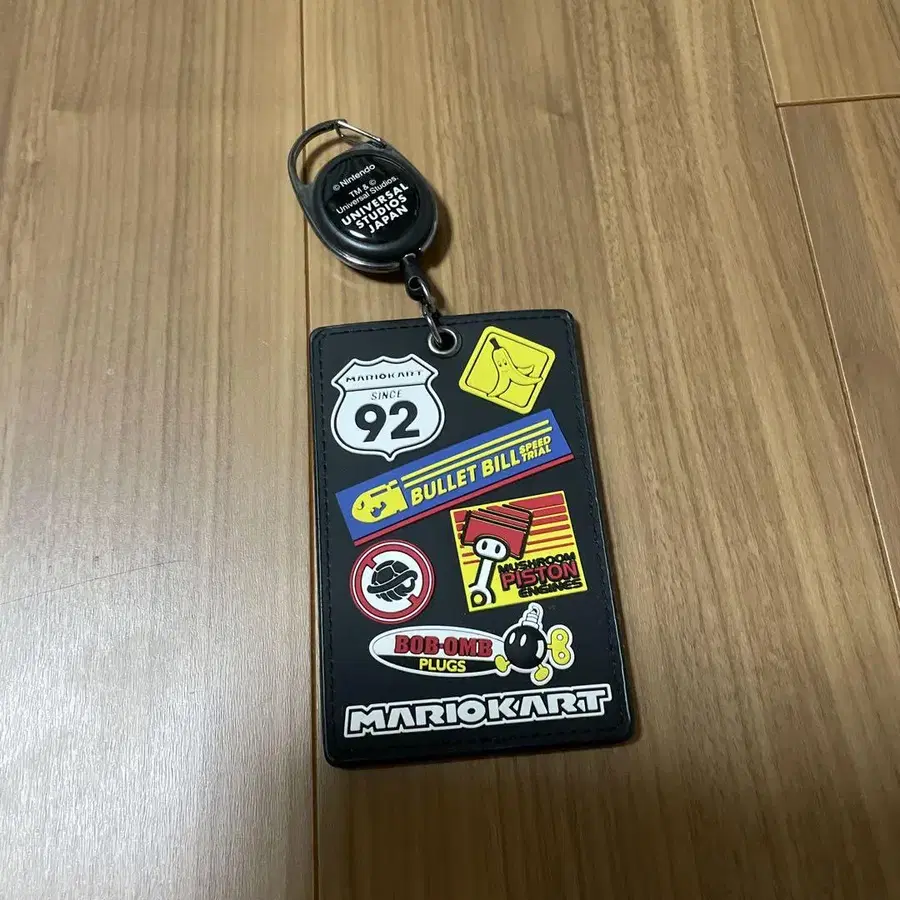 © Nintendo
TM & ©
Universal Studios.
UNIVERSAL
STUDIOS
JAPAN
MARIOKART
SINCE
92
BULLET BILL SPEED
TRIAL
MUSHROOM
PISTON
ENGINES
BOB-OMB
PLUGS
MARIOKART